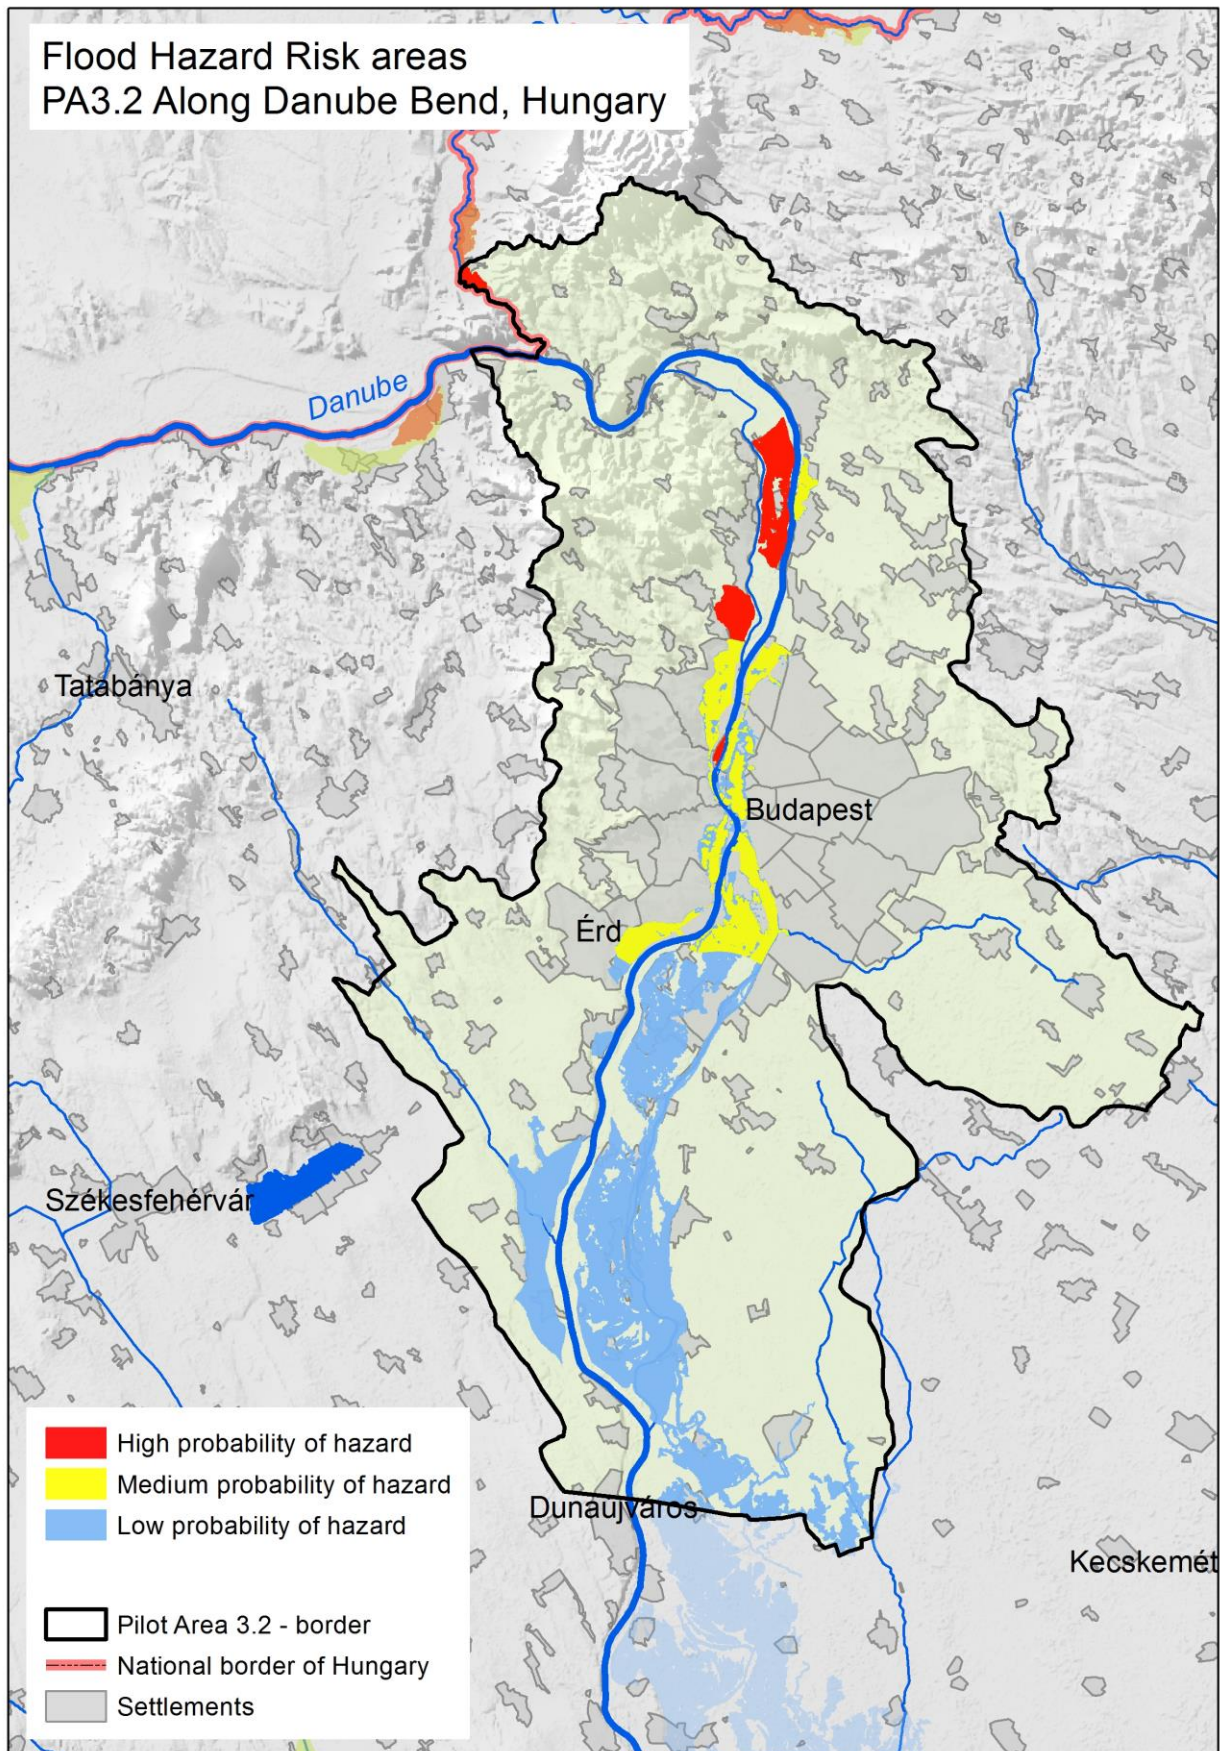 Flood Hazard Risk areas
PA3.2 Along Danube Bend, Hungary
Danube
Tatabánya
Budapest
Érd
Székesfehérvár
High probability of hazard
Medium probability of hazard
Low probability of hazard
Dunaújváros
Kecskemét
Pilot Area 3.2 - border
National border of Hungary
Settlements